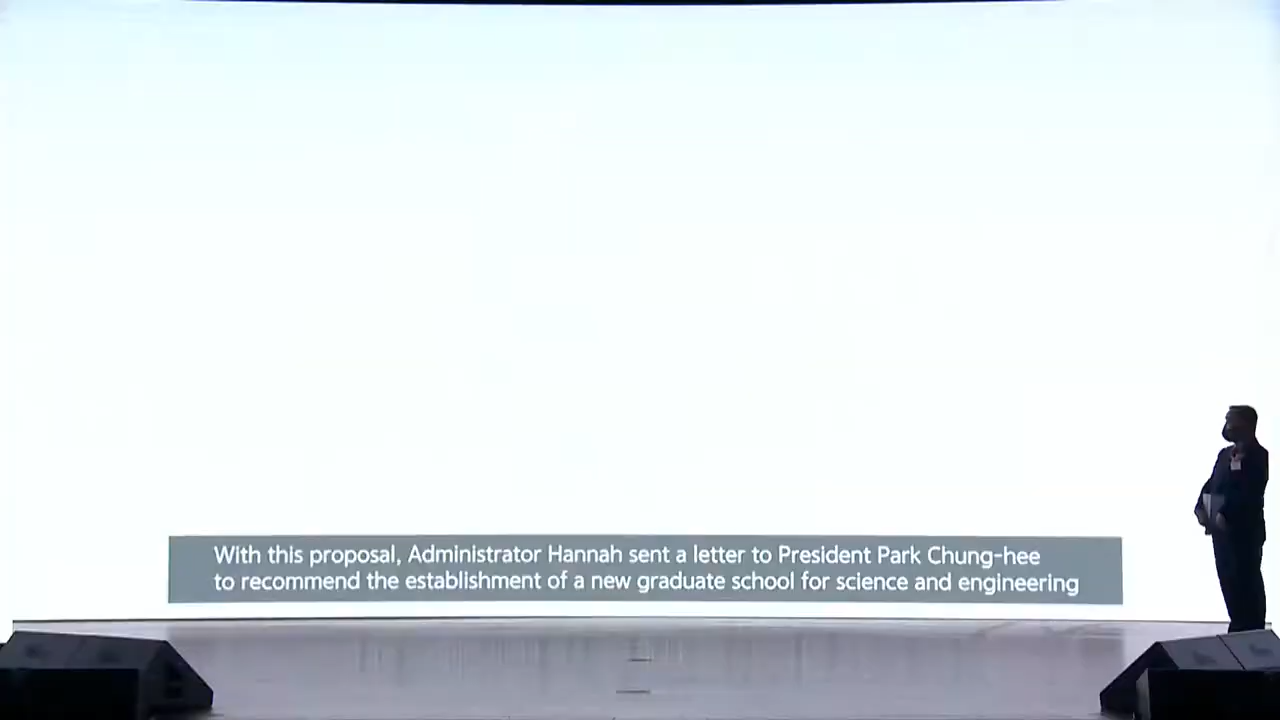 With this proposal, Administrator Hannah sent a letter to President Park Chung-hee
to recommend the establishment of a new graduate school for science and engineering